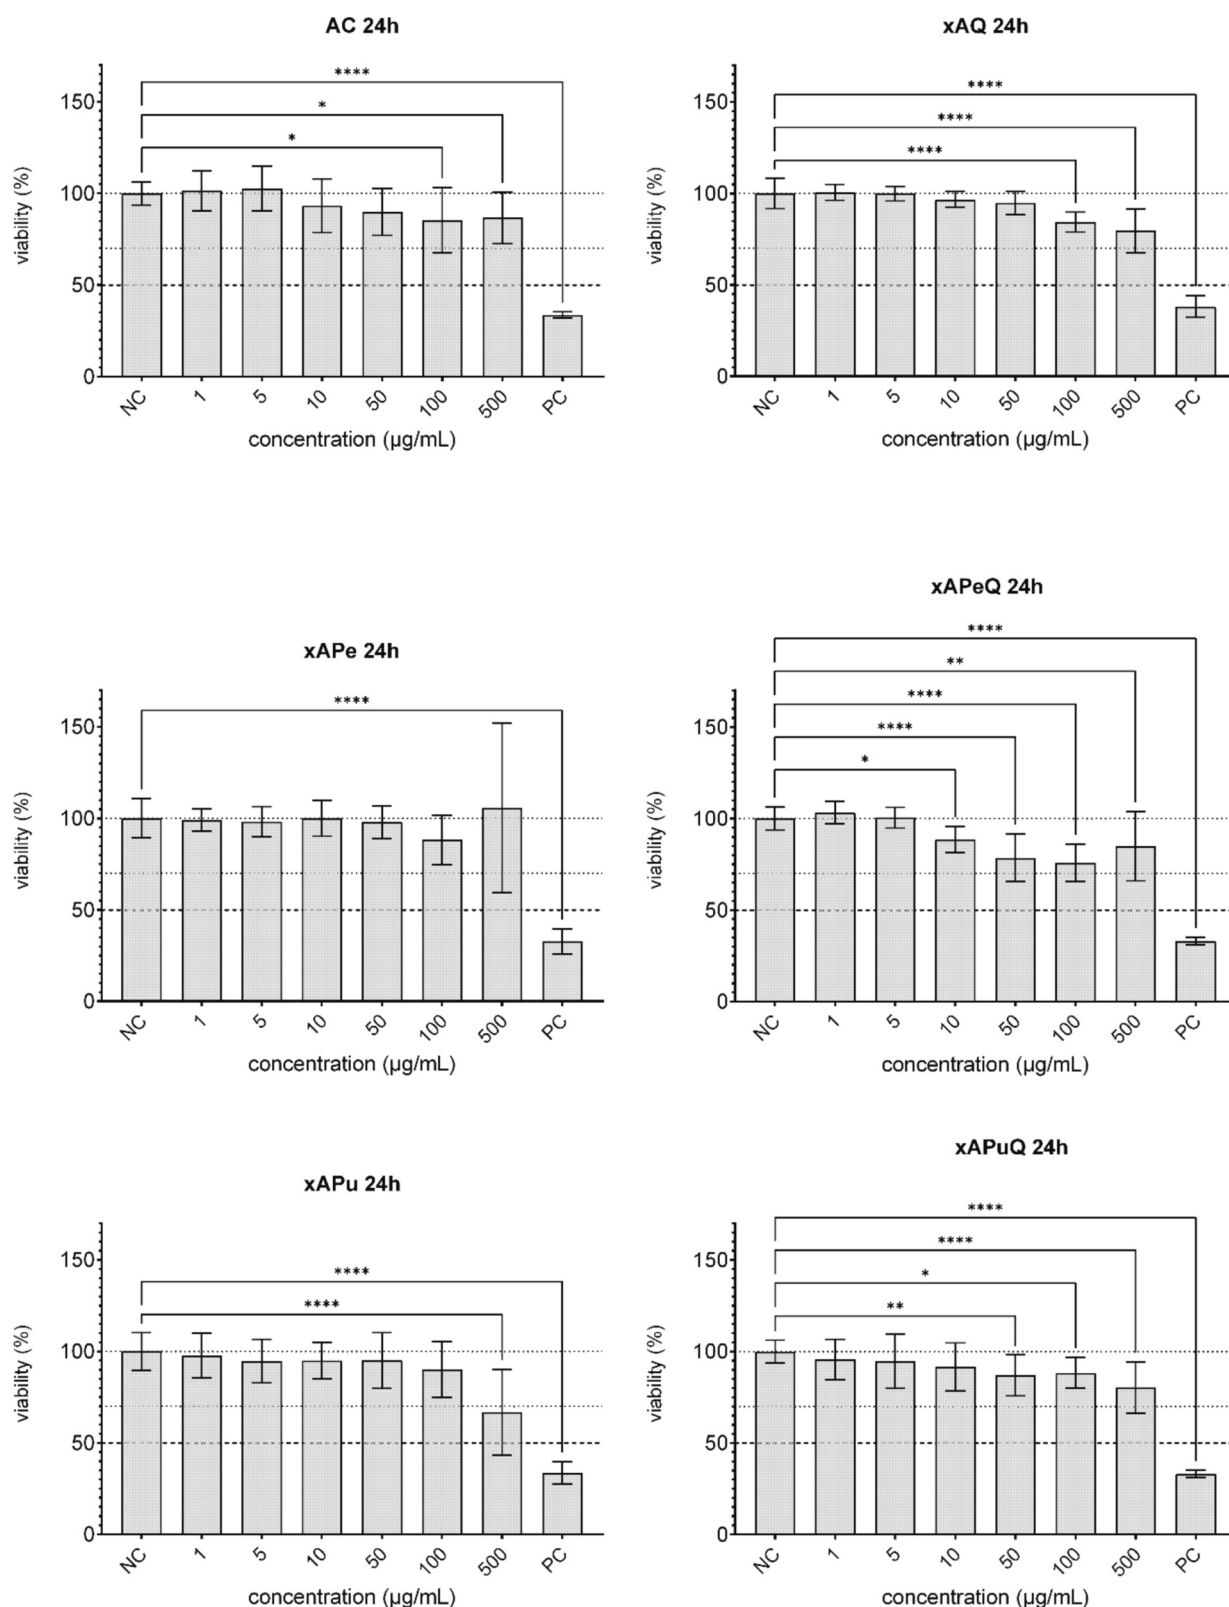 AC 24h
****
*
*
150
100
50
0
viability (%)
NC 1 5 10 50 100 500 PC
concentration (µg/mL)
xAQ 24h
****
****
****
150
100
50
0
viability (%)
NC 1 5 10 50 100 500 PC
concentration (µg/mL)
xAPe 24h
****
150
100
50
0
viability (%)
NC 1 5 10 50 100 500 PC
concentration (µg/mL)
xAPeQ 24h
****
**
****
****
*
150
100
50
0
viability (%)
NC 1 5 10 50 100 500 PC
concentration (µg/mL)
xAPu 24h
****
****
150
100
50
0
viability (%)
NC 1 5 10 50 100 500 PC
concentration (µg/mL)
xAPuQ 24h
****
****
*
**
150
100
50
0
viability (%)
NC 1 5 10 50 100 500 PC
concentration (µg/mL)